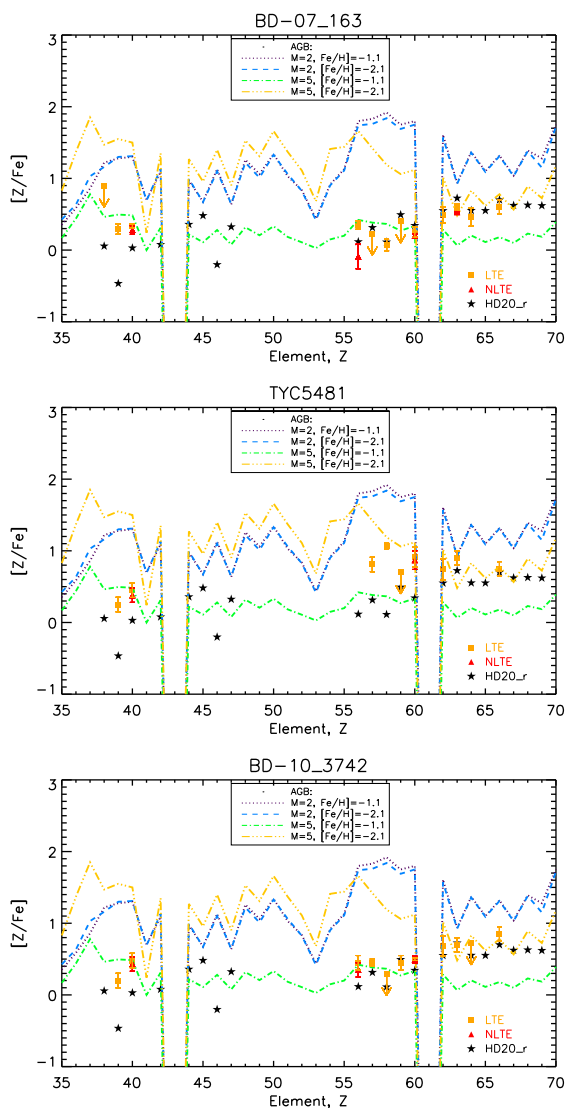 BD-07_163
AGB:
M=2, [Fe/H]=-1.1
M=2, [Fe/H]=-2.1
M=5, [Fe/H]=-1.1
M=5, [Fe/H]=-2.1
3
2
1
0
-1
[Z/Fe]
LTE
NLTE
HD20_r
35 40 45 50 55 60 65 70
Element, Z
TYC5481
AGB:
M=2, [Fe/H]=-1.1
M=2, [Fe/H]=-2.1
M=5, [Fe/H]=-1.1
M=5, [Fe/H]=-2.1
3
2
1
0
-1
[Z/Fe]
LTE
NLTE
HD20_r
35 40 45 50 55 60 65 70
Element, Z
BD-10_3742
AGB:
M=2, [Fe/H]=-1.1
M=2, [Fe/H]=-2.1
M=5, [Fe/H]=-1.1
M=5, [Fe/H]=-2.1
3
2
1
0
-1
[Z/Fe]
LTE
NLTE
HD20_r
35 40 45 50 55 60 65 70
Element, Z